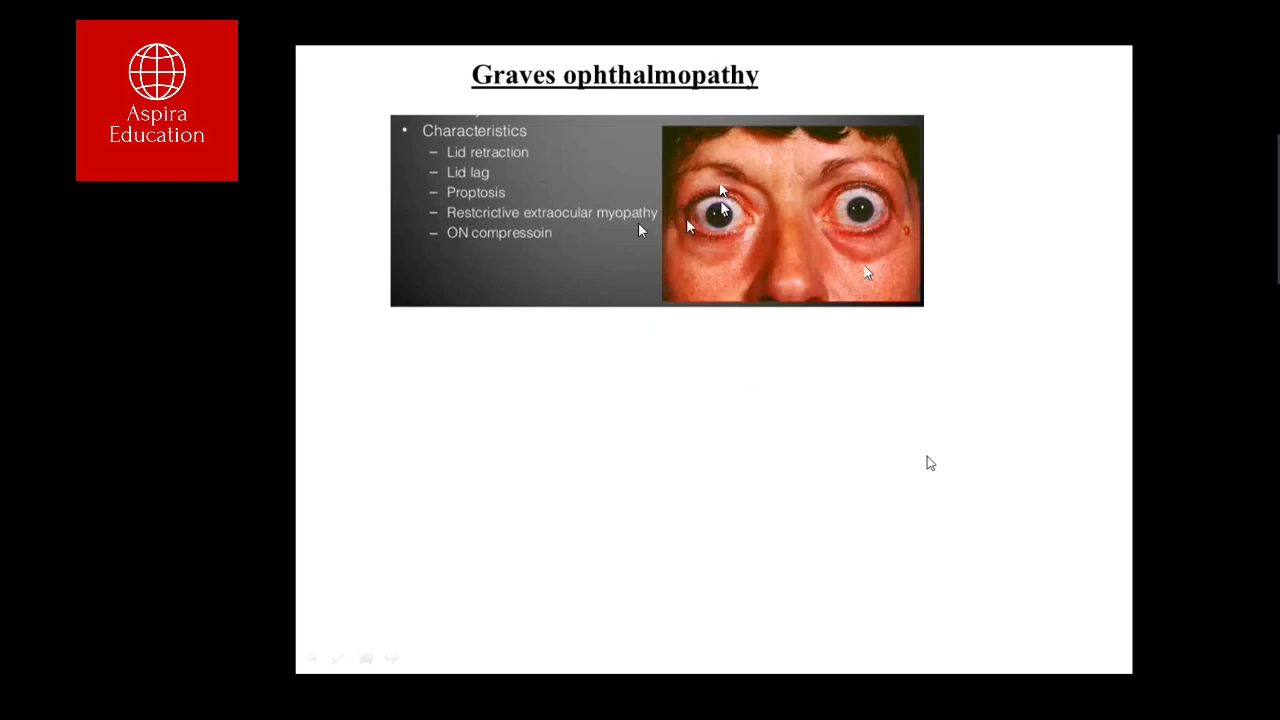 Aspira
Education
Graves ophthalmopathy
• Characteristics
– Lid retraction
– Lid lag
– Proptosis
– Restcrictive extraocular myopathy
– ON compressoin